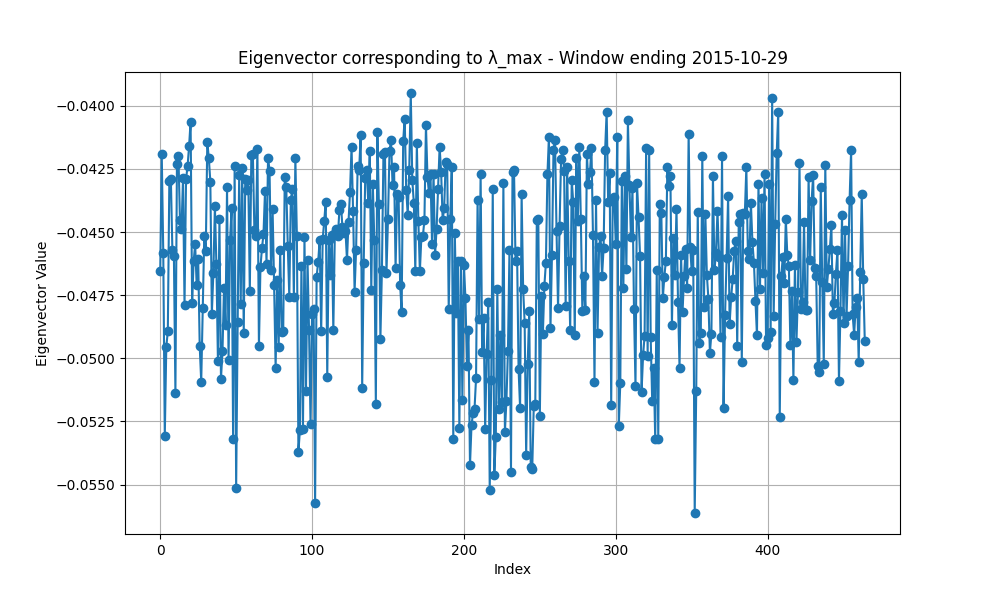 Eigenvector corresponding to λ_max - Window ending 2015-10-29
Eigenvector Value
−0.0400
−0.0425
−0.0450
−0.0475
−0.0500
−0.0525
−0.0550
0 100 200 300 400
Index